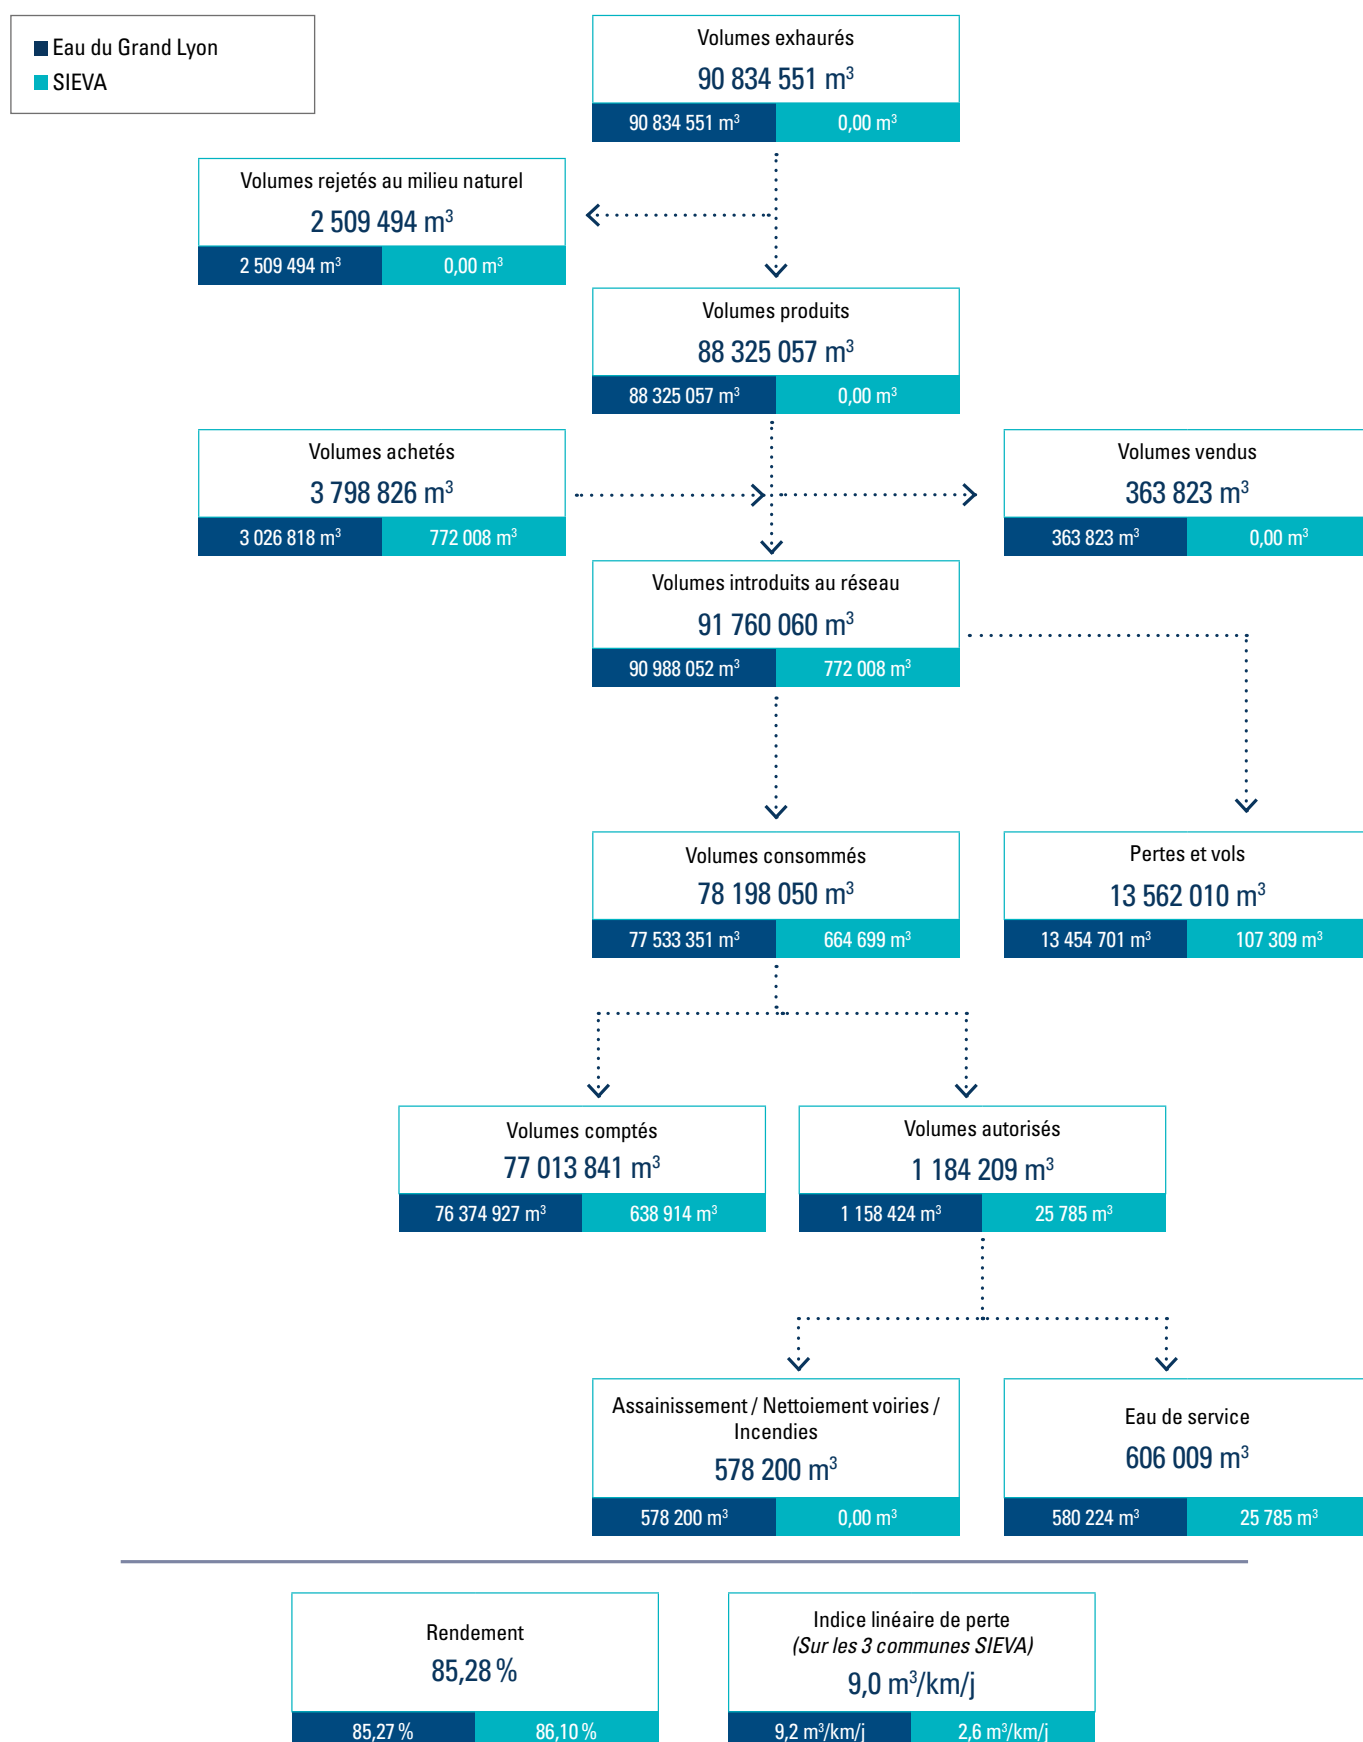 Eau du Grand Lyon
SIEVA
Volumes exhaurés
90 834 551 m³
90 834 551 m³ 0,00 m³
Volumes rejetés au milieu naturel
2 509 494 m³
2 509 494 m³ 0,00 m³
Volumes produits
88 325 057 m³
88 325 057 m³ 0,00 m³
Volumes achetés
3 798 826 m³
3 026 818 m³ 772 008 m³
Volumes vendus
363 823 m³
363 823 m³ 0,00 m³
Volumes introduits au réseau
91 760 060 m³
90 988 052 m³ 772 008 m³
Volumes consommés
78 198 050 m³
77 533 351 m³ 664 699 m³
Pertes et vols
13 562 010 m³
13 454 701 m³ 107 309 m³
Volumes comptés
77 013 841 m³
76 374 927 m³ 638 914 m³
Volumes autorisés
1 184 209 m³
1 158 424 m³ 25 785 m³
Assainissement / Nettoiement voiries /
Incendies
578 200 m³
578 200 m³ 0,00 m³
Eau de service
606 009 m³
580 224 m³ 25 785 m³
Rendement
85,28 %
85,27 % 86,10 %
Indice linéaire de perte
(Sur les 3 communes SIEVA)
9,0 m³/km/j
9,2 m³/km/j 2,6 m³/km/j